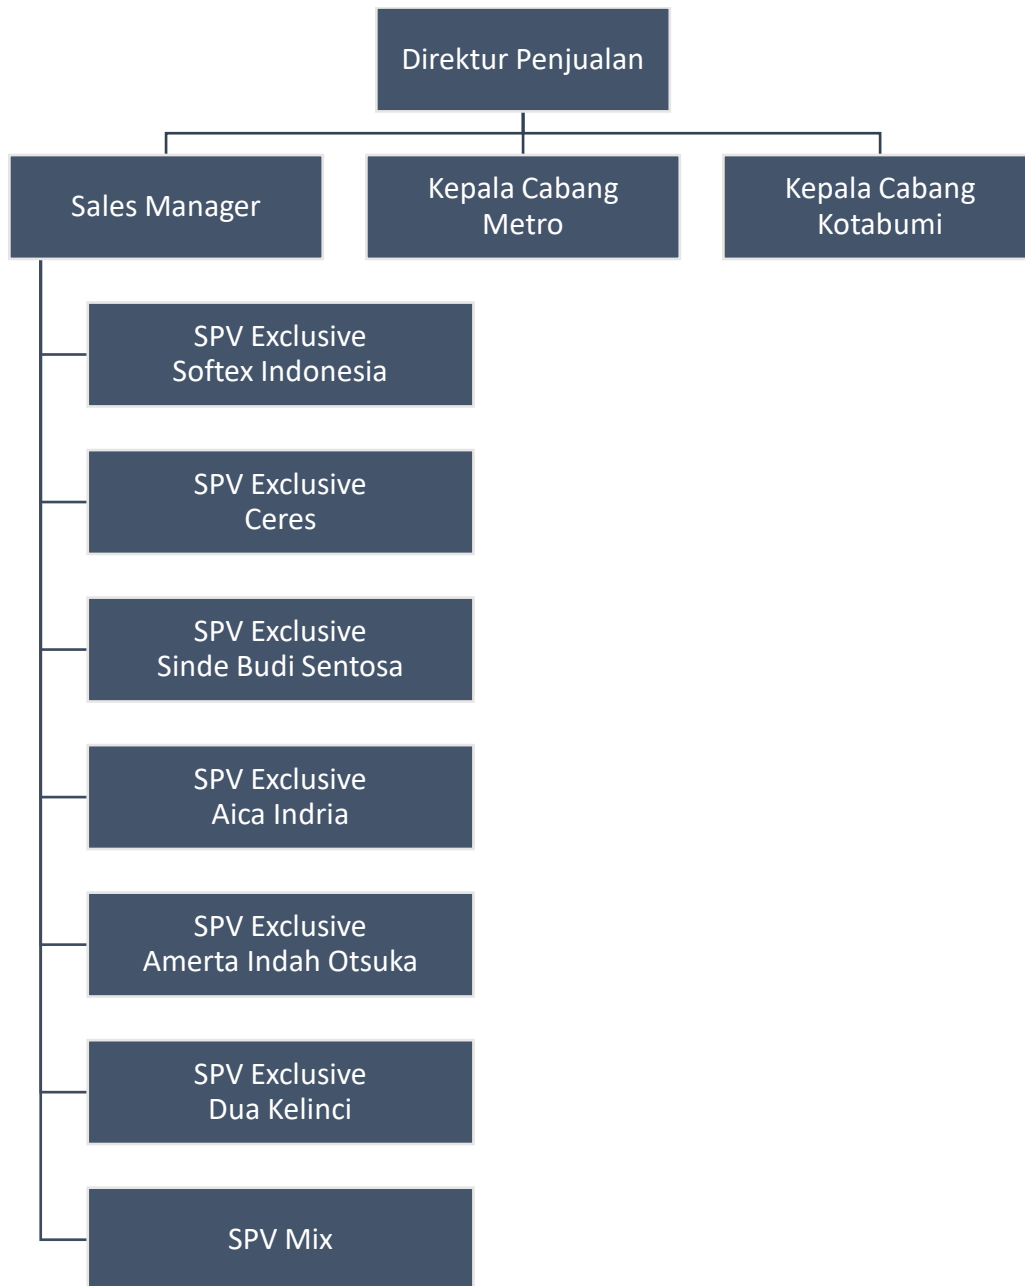 Direktur Penjualan
Sales Manager
Kepala Cabang
Metro
Kepala Cabang
Kotabumi
SPV Exclusive
Softex Indonesia
SPV Exclusive
Ceres
SPV Exclusive
Sinde Budi Sentosa
SPV Exclusive
Aica Indria
SPV Exclusive
Amerta Indah Otsuka
SPV Exclusive
Dua Kelinci
SPV Mix